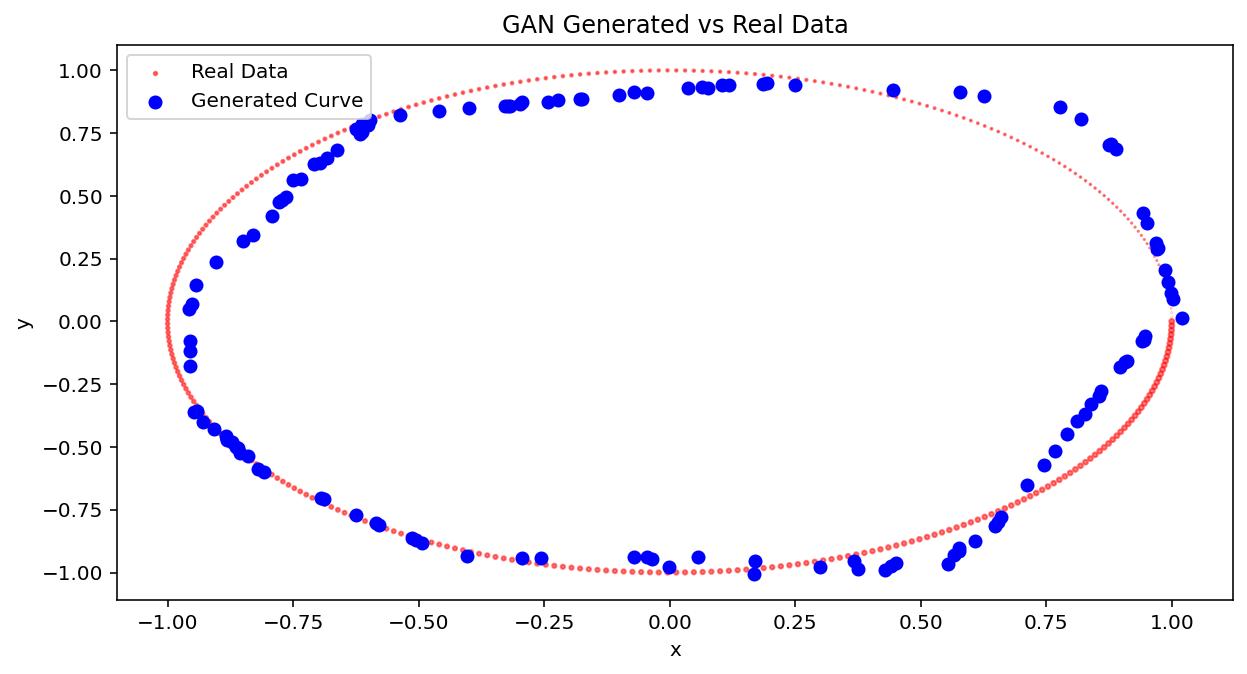 GAN Generated vs Real Data
Real Data
Generated Curve
1.00
0.75
0.50
0.25
0.00
−0.25
−0.50
−0.75
−1.00
y
−1.00 −0.75 −0.50 −0.25 0.00 0.25 0.50 0.75 1.00
x